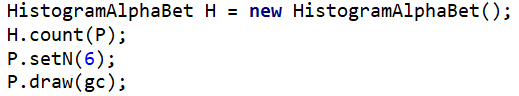 HistogramAlphaBet H = new HistogramAlphaBet();
H.count(P);
P.setN(6);
P.draw(gc);